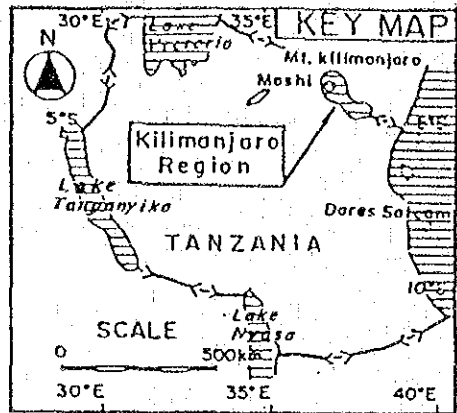 30°E
35°E
KEY MAP
Lake
N
Mt. Kilimanjaro
Moshi
5°S
Kilimanjaro
Region
Lake
Tanganyika
Dares Salaam
TANZANIA
10°S
Lake
Nyasa
SCALE
0
500km
30°E
35°E
40°E